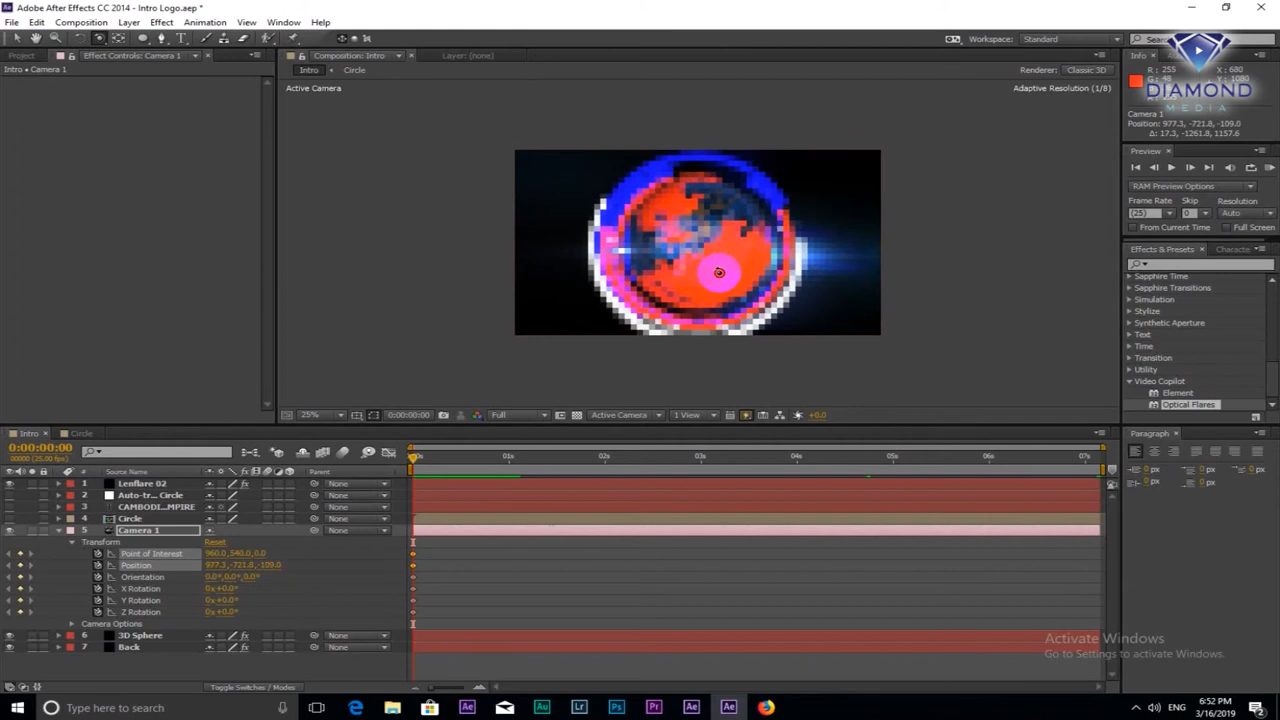 Adobe After Effects CC 2014 - Intro Logo.aep *
File Edit Composition Layer Effect Animation View Window Help
Workspace: Standard
Project Effect Controls: Camera 1 Composition: Intro Layer: (none) Info
Intro • Camera 1 Intro Circle Renderer: Classic 3D
Active Camera Adaptive Resolution (1/8)
R: 255 X: 680
G: 48 Y: 1080
DIAMOND
MEDIA
Camera 1
Position: 977.3, -721.8, -109.0
Δ: 17.3, -1261.8, 1157.6
Preview
RAM Preview Options
Frame Rate Skip Resolution
(25) 0 Auto
From Current Time Full Screen
Effects & Presets Characte
Sapphire Time
Sapphire Transitions
Simulation
Stylize
Synthetic Aperture
Text
Time
Transition
Utility
Video Copilot
Element
Optical Flares
25% 0:00:00:00 Full Active Camera 1 View +0.0
Intro Circle Paragraph
0:00:00:00
00000 (25.00 fps)
# Source Name Parent 01s 02s 03s 04s 05s 06s 07s
0 px 0 px 0 px
0 px 0 px
1 Lenflare 02 None
2 Auto-tr... Circle None
3 CAMBODI...MPIRE None
4 Circle None
5 Camera 1 None
Transform Reset
Point of Interest 960.0,540.0,0.0
Position 977.3,-721.8,-109.0
Orientation 0.0°,0.0°,0.0°
X Rotation 0x+0.0°
Y Rotation 0x+0.0°
Z Rotation 0x+0.0°
Camera Options
6 3D Sphere None
7 Back None
Activate Windows
Go to Settings to activate Windows.
Toggle Switches / Modes
Type here to search ENG 6:52 PM
3/16/2019